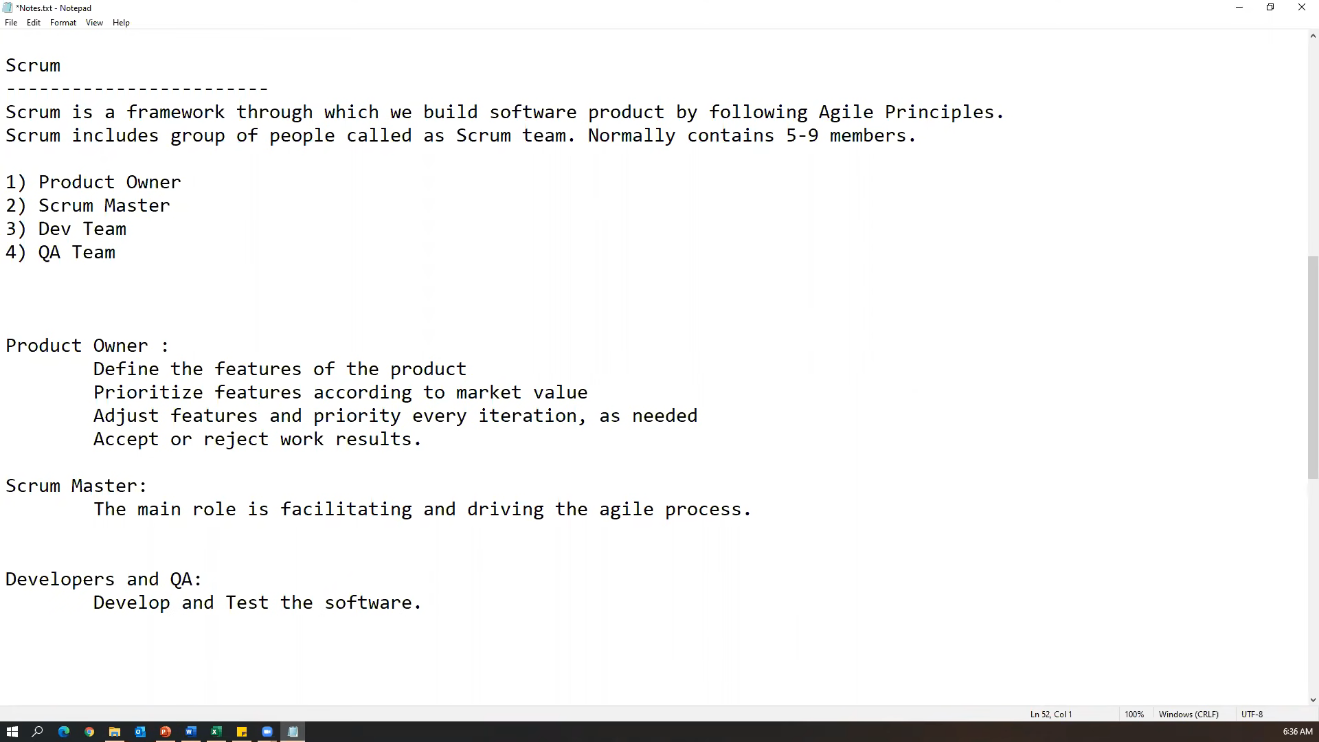 *Notes.txt - Notepad
File Edit Format View Help
Scrum
------------------------
Scrum is a framework through which we build software product by following Agile Principles.
Scrum includes group of people called as Scrum team. Normally contains 5-9 members.
1) Product Owner
2) Scrum Master
3) Dev Team
4) QA Team
Product Owner :
Define the features of the product
Prioritize features according to market value
Adjust features and priority every iteration, as needed
Accept or reject work results.
Scrum Master:
The main role is facilitating and driving the agile process.
Developers and QA:
Develop and Test the software.
Ln 52, Col 1 100% Windows (CRLF) UTF-8
6:36 AM